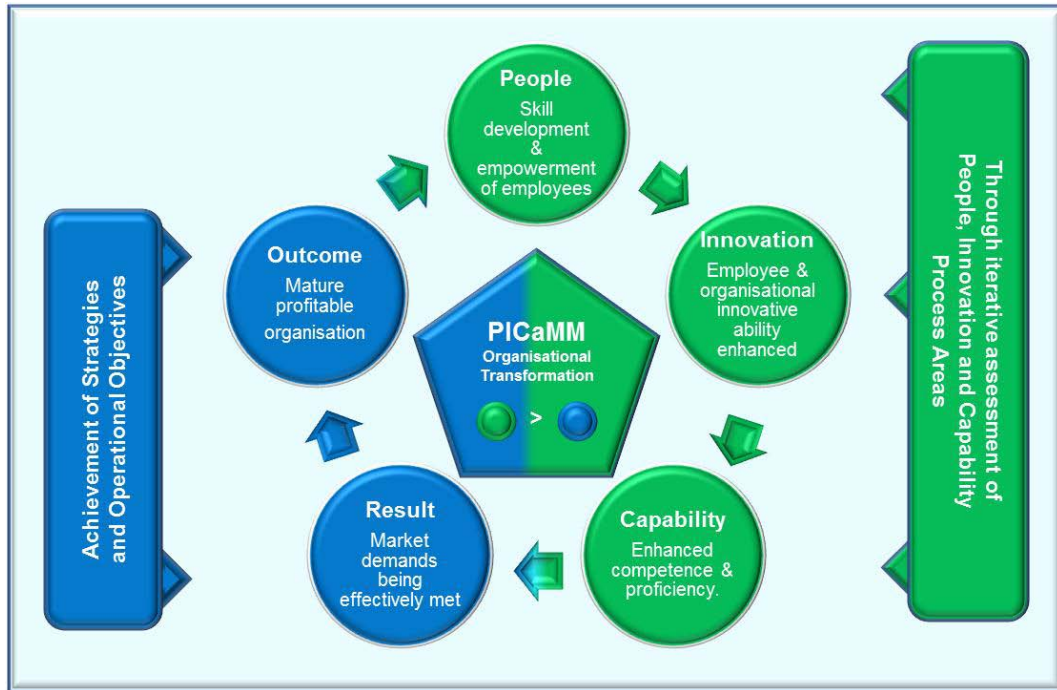 People
Skill
development
&
empowerment
of employees
Innovation
Employee &
organisational
innovative
ability
enhanced
Capability
Enhanced
competence &
proficiency.
Result
Market
demands
being
effectively met
Outcome
Mature
profitable
organisation
PICaMM
Organisational
Transformation
>
Achievement of Strategies
and Operational Objectives
Through iterative assessment of
People, Innovation and Capability
Process Areas